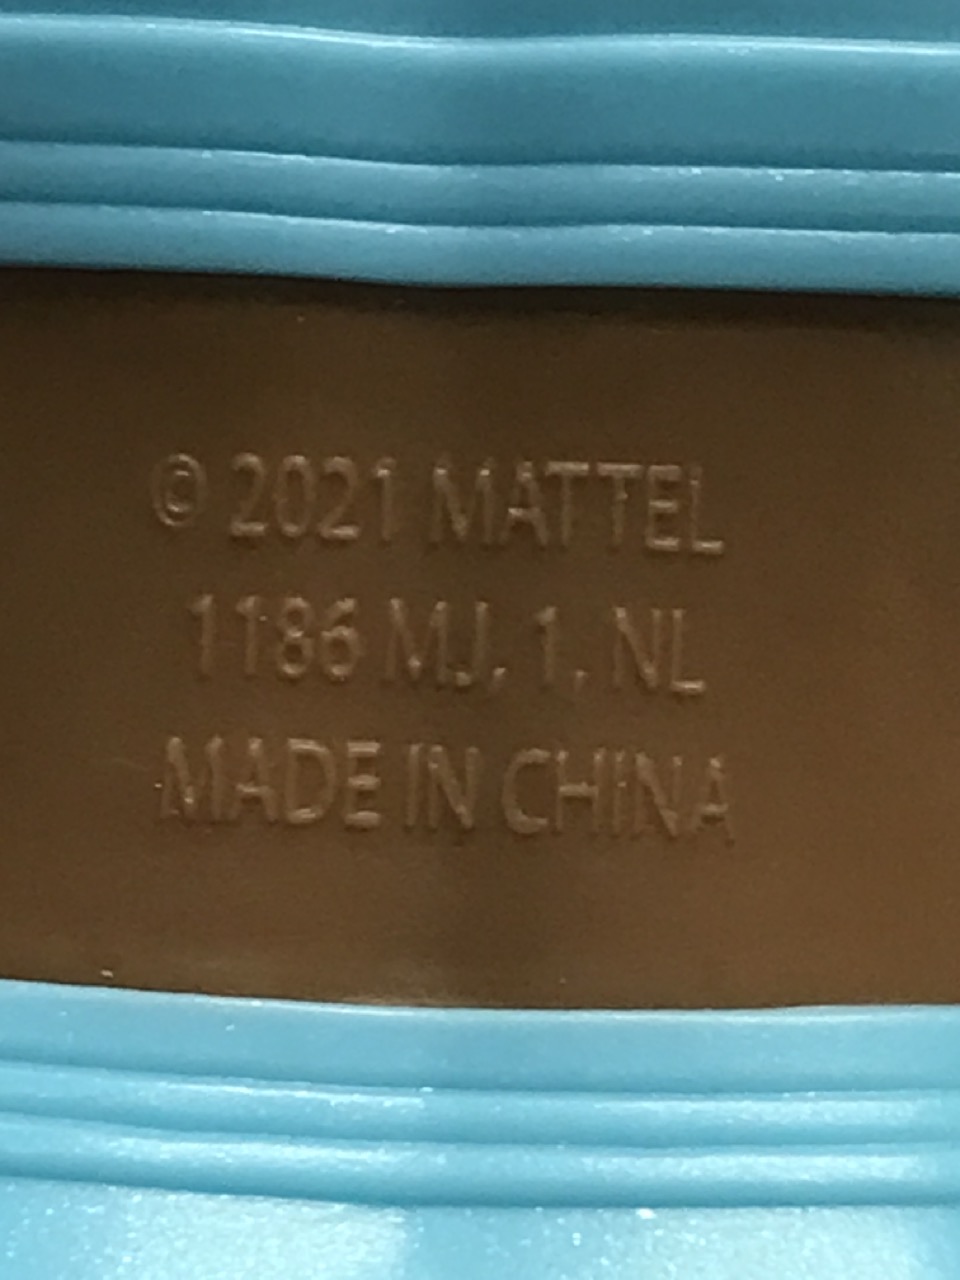 © 2021 MATTEL
1186 MJ, 1, NL
MADE IN CHINA